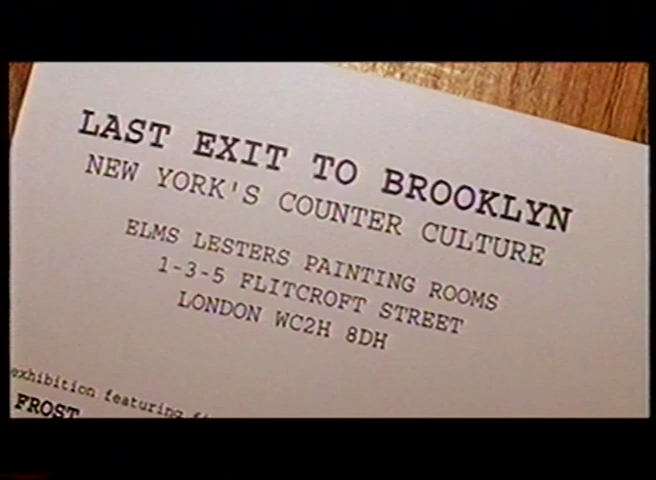 LAST EXIT TO BROOKLYN
NEW YORK'S COUNTER CULTURE
ELMS LESTERS PAINTING ROOMS
1-3-5 FLITCROFT STREET
LONDON WC2H 8DH
exhibition featuring
FROST